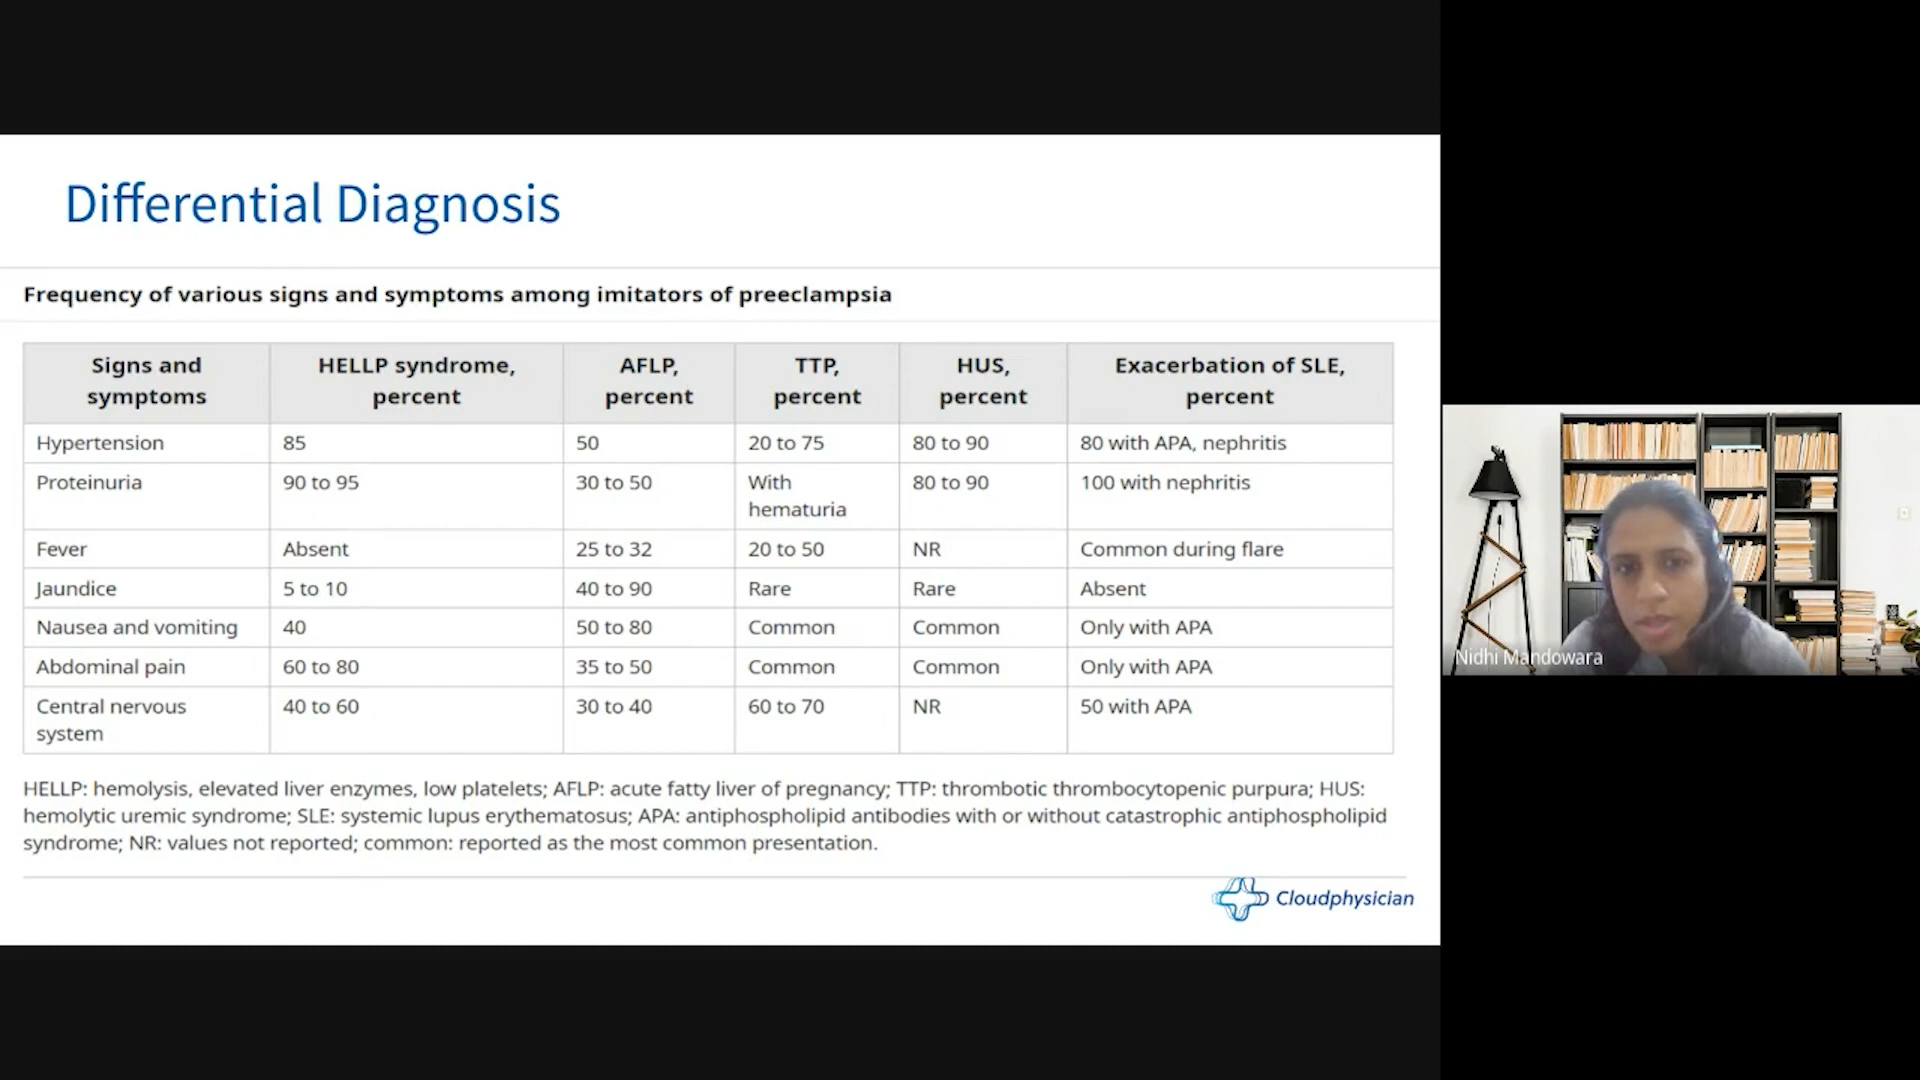 Differential Diagnosis
Frequency of various signs and symptoms among imitators of preeclampsia
Signs and symptoms HELLP syndrome, percent AFLP, percent TTP, percent HUS, percent Exacerbation of SLE, percent
Hypertension 85 50 20 to 75 80 to 90 80 with APA, nephritis
Proteinuria 90 to 95 30 to 50 With hematuria 80 to 90 100 with nephritis
Fever Absent 25 to 32 20 to 50 NR Common during flare
Jaundice 5 to 10 40 to 90 Rare Rare Absent
Nausea and vomiting 40 50 to 80 Common Common Only with APA
Abdominal pain 60 to 80 35 to 50 Common Common Only with APA
Central nervous system 40 to 60 30 to 40 60 to 70 NR 50 with APA
HELLP: hemolysis, elevated liver enzymes, low platelets; AFLP: acute fatty liver of pregnancy; TTP: thrombotic thrombocytopenic purpura; HUS:
hemolytic uremic syndrome; SLE: systemic lupus erythematosus; APA: antiphospholipid antibodies with or without catastrophic antiphospholipid
syndrome; NR: values not reported; common: reported as the most common presentation.
Cloudphysician
Nidhi Mandowara